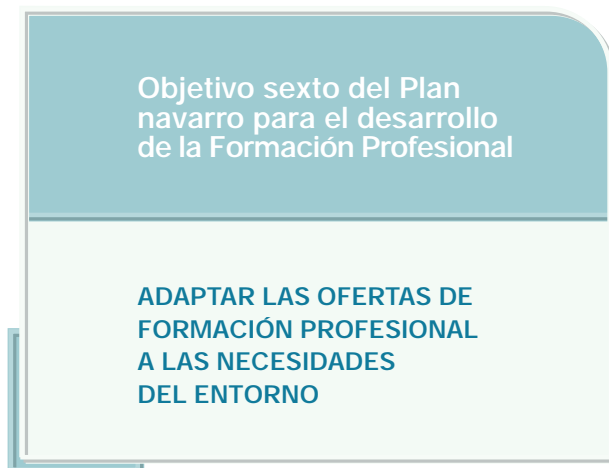 Objetivo sexto del Plan
navarro para el desarrollo
de la Formación Profesional
ADAPTAR LAS OFERTAS DE
FORMACIÓN PROFESIONAL
A LAS NECESIDADES
DEL ENTORNO